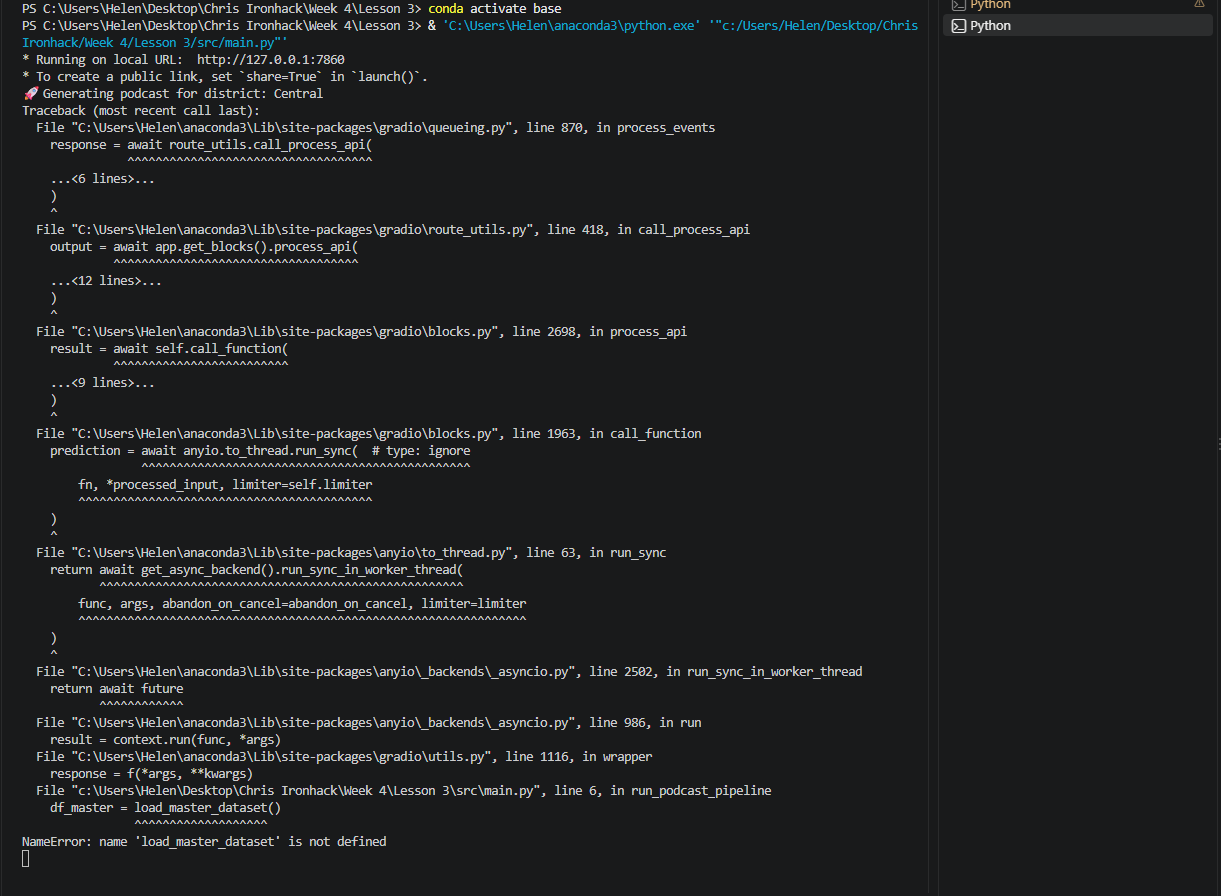 PS C:\Users\Helen\Desktop\Chris Ironhack\Week 4\Lesson 3> conda activate base
PS C:\Users\Helen\Desktop\Chris Ironhack\Week 4\Lesson 3> & 'C:\Users\Helen\anaconda3\python.exe' '"c:/Users/Helen/Desktop/Chris
Ironhack/Week 4/Lesson 3/src/main.py"'
* Running on local URL:  http://127.0.0.1:7860
* To create a public link, set `share=True` in `launch()`.
🚀 Generating podcast for district: Central
Traceback (most recent call last):
  File "C:\Users\Helen\anaconda3\Lib\site-packages\gradio\queueing.py", line 870, in process_events
    response = await route_utils.call_process_api(
               ^^^^^^^^^^^^^^^^^^^^^^^^^^^^^^^^^^^
    ...<6 lines>...
    )
    ^
  File "C:\Users\Helen\anaconda3\Lib\site-packages\gradio\route_utils.py", line 418, in call_process_api
    output = await app.get_blocks().process_api(
             ^^^^^^^^^^^^^^^^^^^^^^^^^^^^^^^^^^^
    ...<12 lines>...
    )
    ^
  File "C:\Users\Helen\anaconda3\Lib\site-packages\gradio\blocks.py", line 2698, in process_api
    result = await self.call_function(
             ^^^^^^^^^^^^^^^^^^^^^^^^^
    ...<9 lines>...
    )
    ^
  File "C:\Users\Helen\anaconda3\Lib\site-packages\gradio\blocks.py", line 1963, in call_function
    prediction = await anyio.to_thread.run_sync(  # type: ignore
                 ^^^^^^^^^^^^^^^^^^^^^^^^^^^^^^^^^^^^^^^^^^^^^^^
        fn, *processed_input, limiter=self.limiter
        ^^^^^^^^^^^^^^^^^^^^^^^^^^^^^^^^^^^^^^^^^^
    )
    ^
  File "C:\Users\Helen\anaconda3\Lib\site-packages\anyio\to_thread.py", line 63, in run_sync
    return await get_async_backend().run_sync_in_worker_thread(
           ^^^^^^^^^^^^^^^^^^^^^^^^^^^^^^^^^^^^^^^^^^^^^^^^^^^^
        func, args, abandon_on_cancel=abandon_on_cancel, limiter=limiter
        ^^^^^^^^^^^^^^^^^^^^^^^^^^^^^^^^^^^^^^^^^^^^^^^^^^^^^^^^^^^^^^^^
    )
    ^
  File "C:\Users\Helen\anaconda3\Lib\site-packages\anyio\_backends\_asyncio.py", line 2502, in run_sync_in_worker_thread
    return await future
           ^^^^^^^^^^^^
  File "C:\Users\Helen\anaconda3\Lib\site-packages\anyio\_backends\_asyncio.py", line 986, in run
    result = context.run(func, *args)
  File "C:\Users\Helen\anaconda3\Lib\site-packages\gradio\utils.py", line 1116, in wrapper
    response = f(*args, **kwargs)
  File "c:\Users\Helen\Desktop\Chris Ironhack\Week 4\Lesson 3\src\main.py", line 6, in run_podcast_pipeline
    df_master = load_master_dataset()
                ^^^^^^^^^^^^^^^^^^^
NameError: name 'load_master_dataset' is not defined
Python
Python